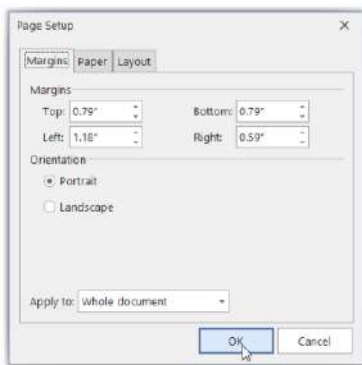 Page Setup
Margins Paper Layout
Margins
Top: 0.79" Bottom: 0.79"
Left: 1.18" Right: 0.59"
Orientation
Portrait
Landscape
Apply to: Whole document
OK Cancel